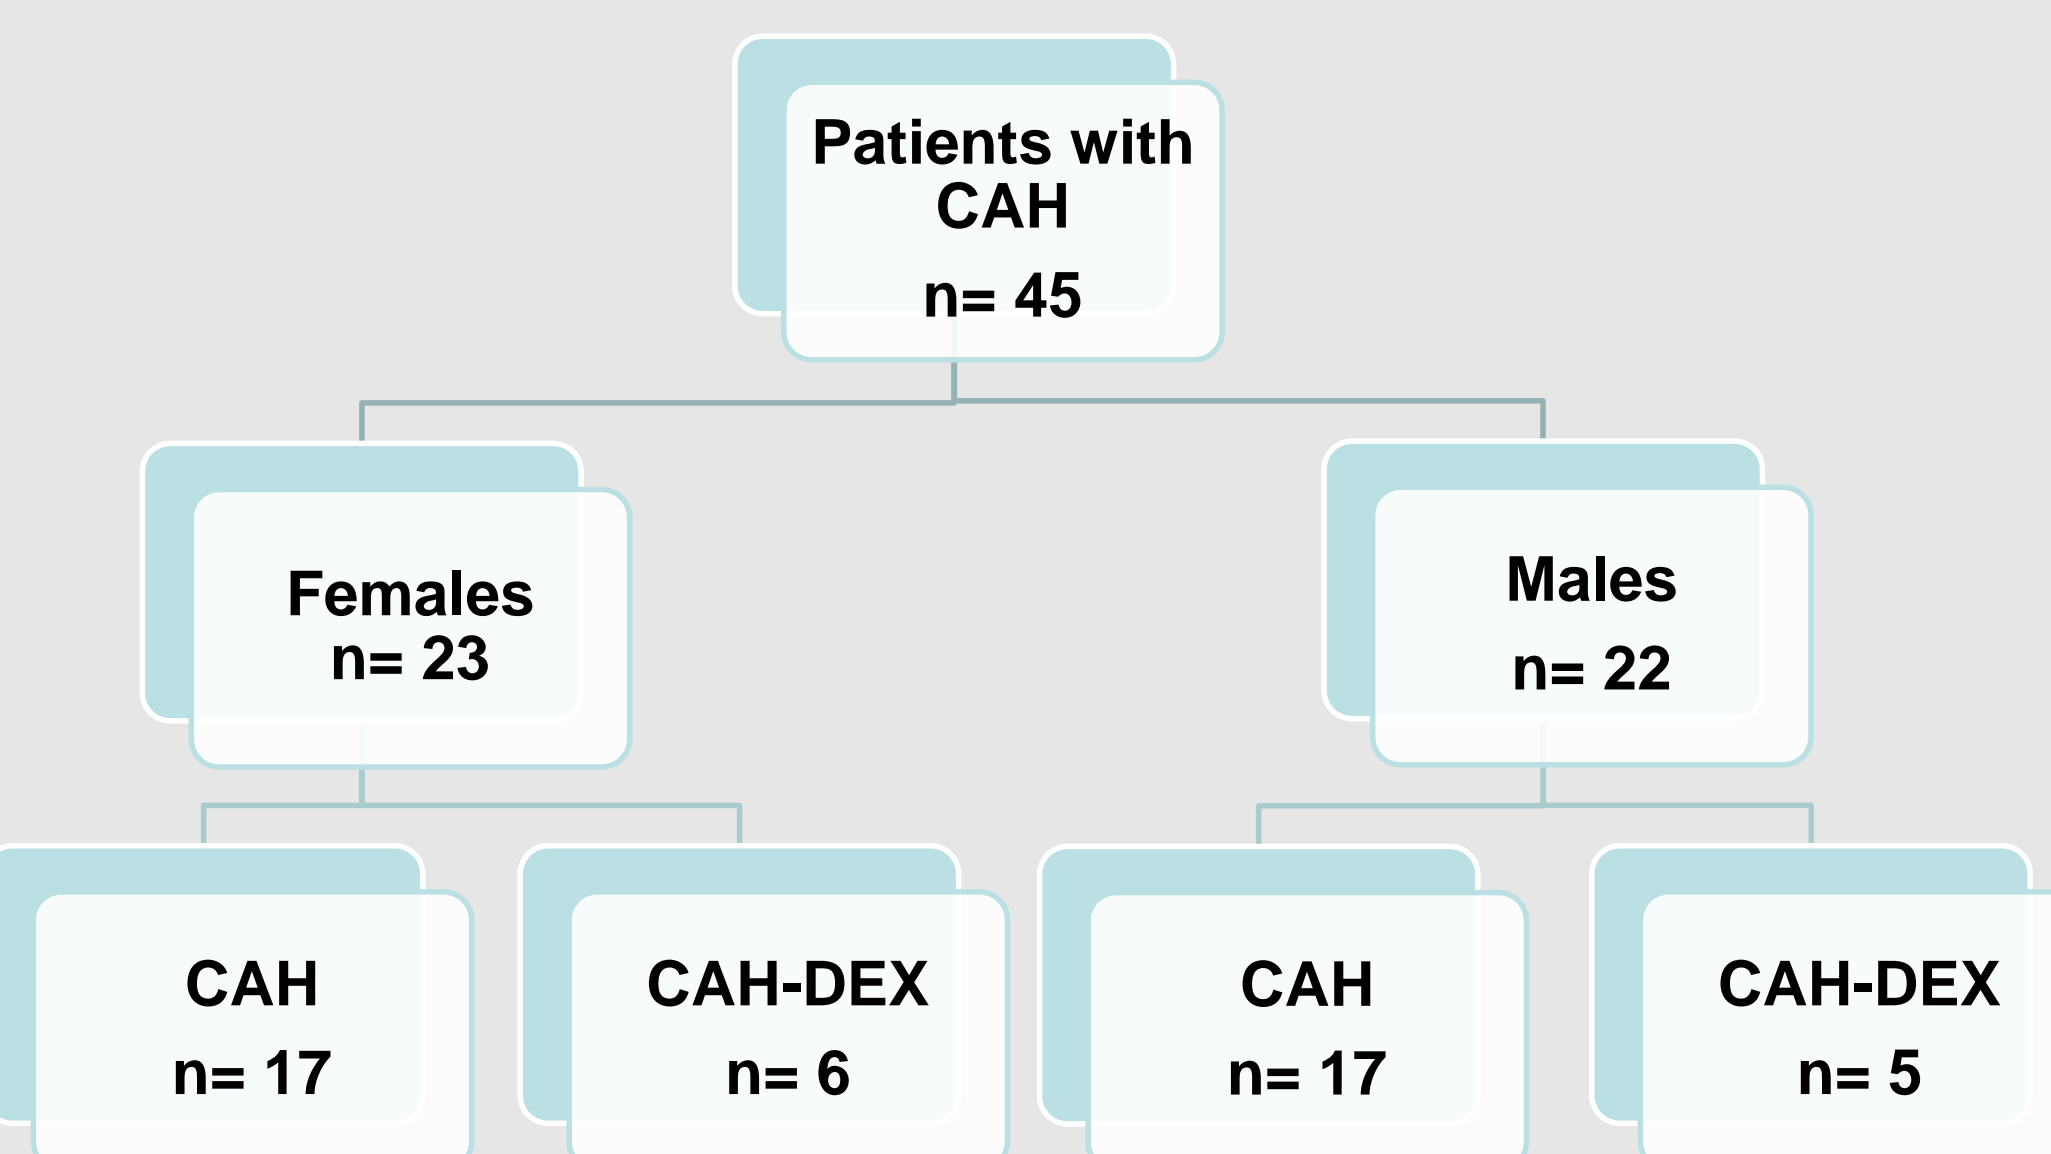 Patients with
CAH
n= 45
Females
n= 23
Males
n= 22
CAH
n= 17
CAH-DEX
n= 6
CAH
n= 17
CAH-DEX
n= 5